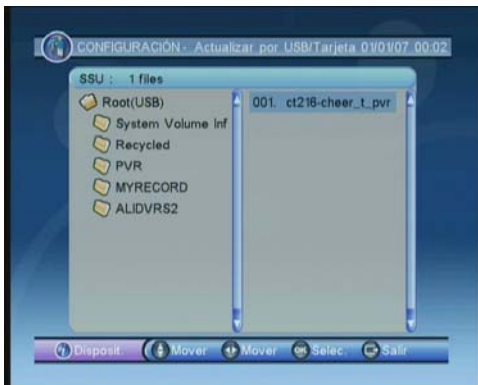 CONFIGURACIÓN - Actualizar por USB/Tarjeta 01/01/07 00:02
SSU : 1 files
Root(USB)
System Volume Inf
Recycled
PVR
MYRECORD
ALIDVRS2
001. ct216-cheer_t_pvr
Disposit. Mover Mover OK Selec. Salir